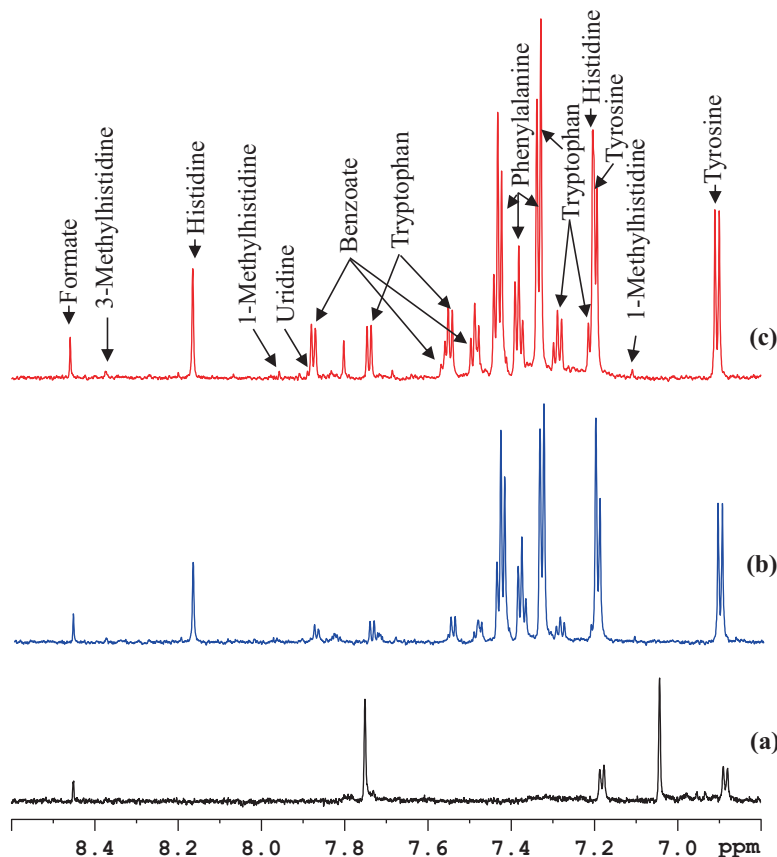 Formate
3-Methylhistidine
Histidine
1-Methylhistidine
Uridine
Benzoate
Tryptophan
Phenylalanine
Tryptophan
Histidine
Tyrosine
1-Methylhistidine
Tyrosine
(c)
(b)
(a)
8.4 8.2 8.0 7.8 7.6 7.4 7.2 7.0 ppm